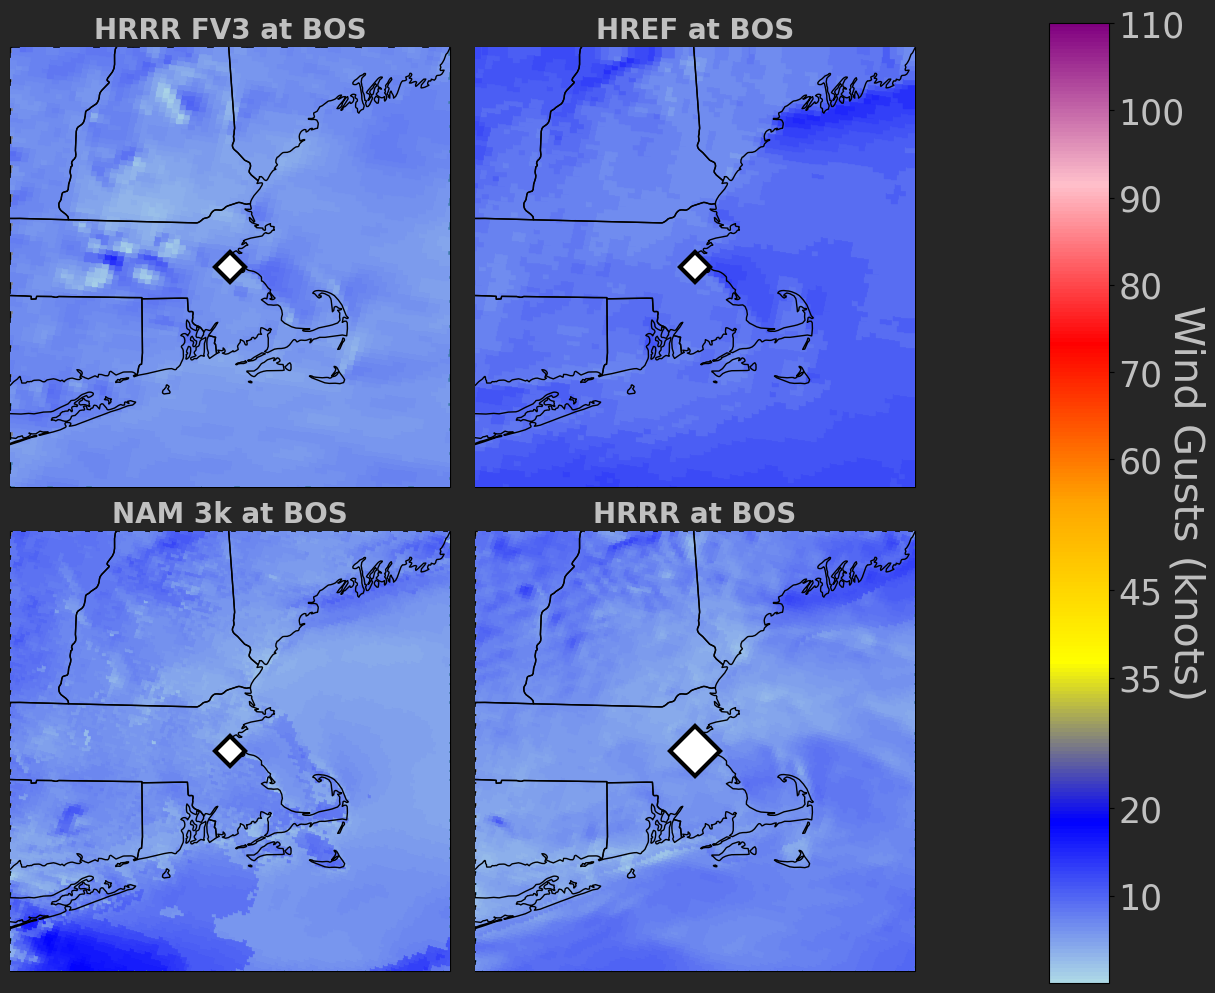 HRRR FV3 at BOS
HREF at BOS
NAM 3k at BOS
HRRR at BOS
110
100
90
80
70
60
45
35
20
10
Wind Gusts (knots)